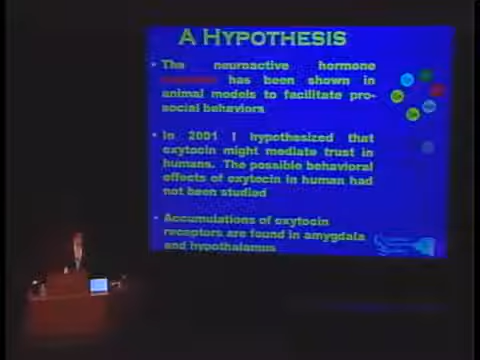 A HYPOTHESIS
• The neuroactive hormone
has been shown in
animal models to facilitate pro-
social behaviors
• In 2001 I hypothesized that
oxytocin might mediate trust in
humans. The possible behavioral
effects of oxytocin in human had
not been studied
• Accumulations of oxytocin
receptors are found in amygdala
and hypothalamus